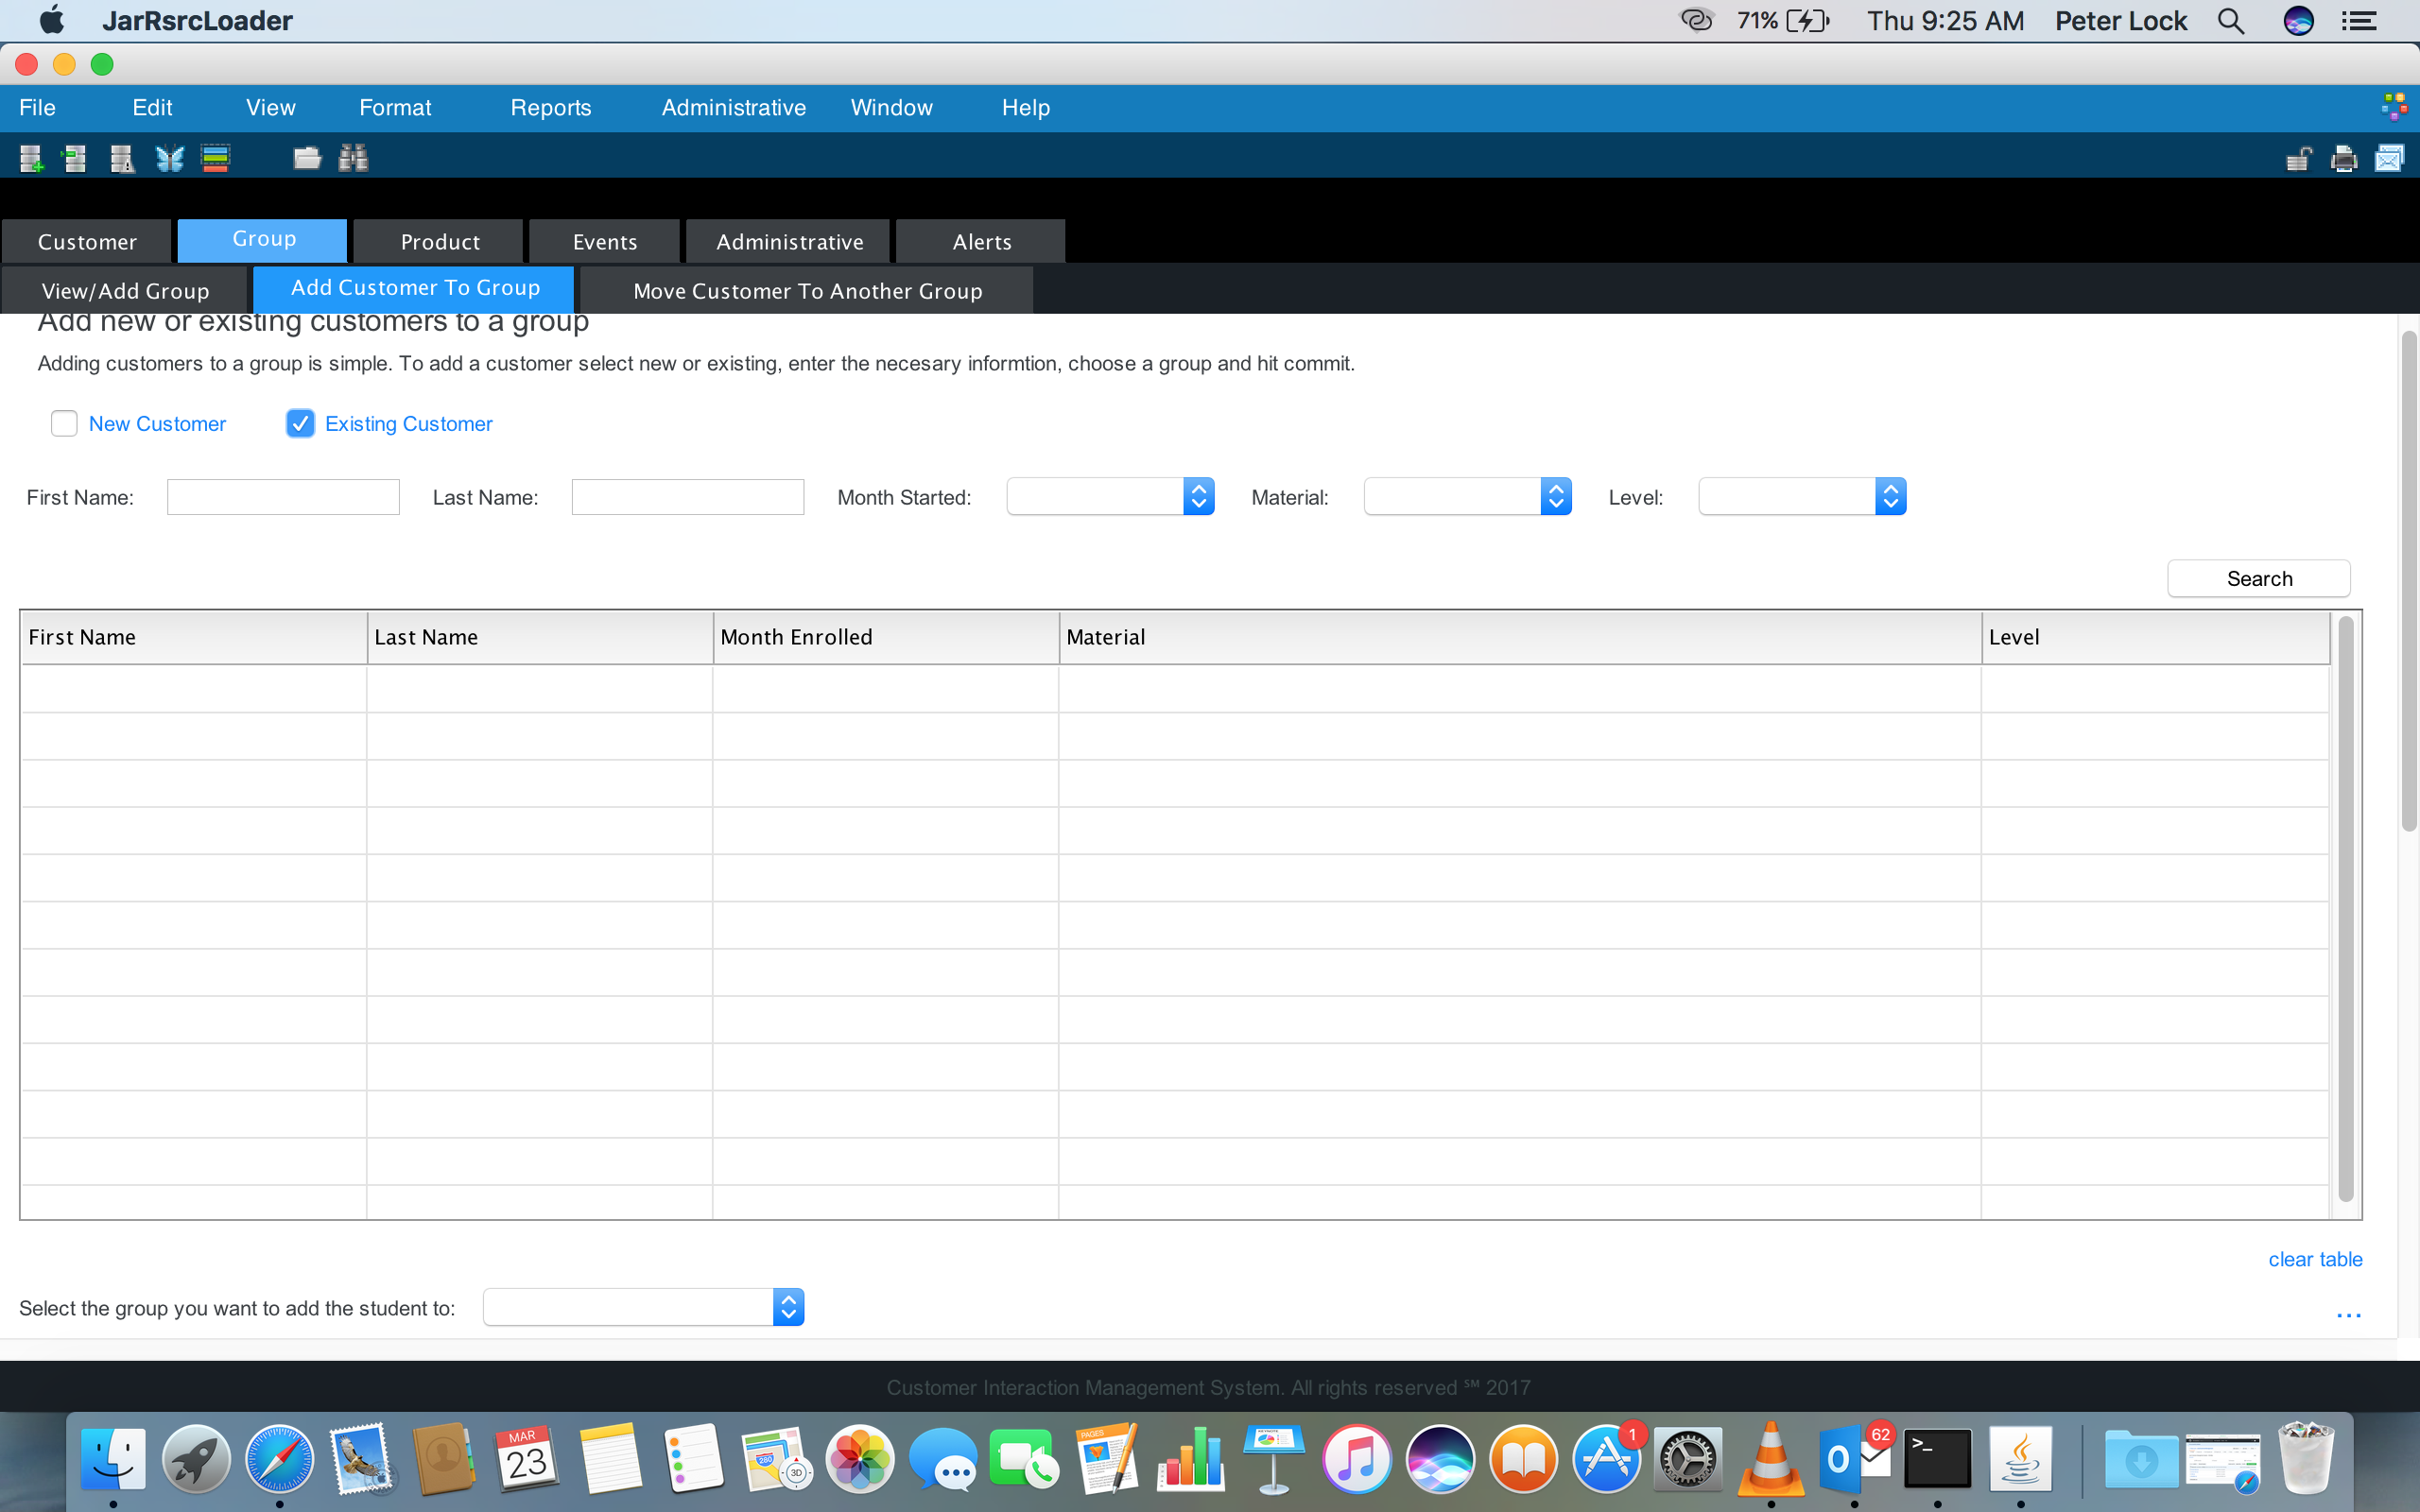 JarRsrcLoader 71% Thu 9:25 AM Peter Lock
File Edit View Format Reports Administrative Window Help
Customer Group Product Events Administrative Alerts
View/Add Group Add Customer To Group Move Customer To Another Group
Add new or existing customers to a group
Adding customers to a group is simple. To add a customer select new or existing, enter the necesary informtion, choose a group and hit commit.
New Customer Existing Customer
First Name: Last Name: Month Started: Material: Level:
Search
First Name Last Name Month Enrolled Material Level
clear table
Select the group you want to add the student to:
...
Customer Interaction Management System. All rights reserved ℠ 2017
MAR
23
280
3D
PAGES
1
O
62
>_